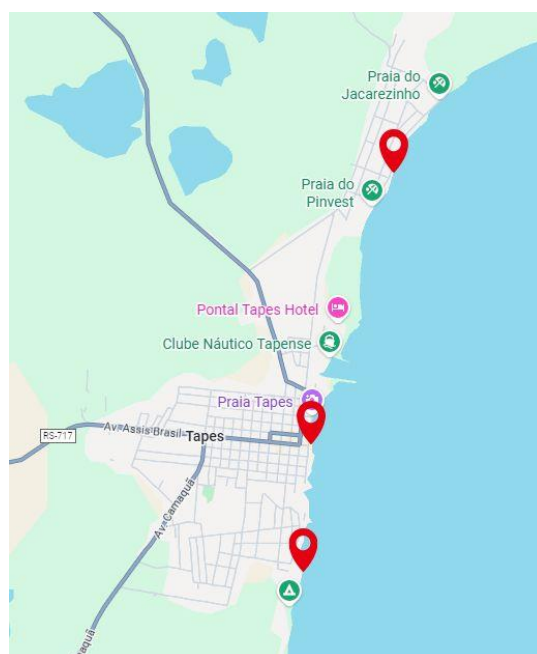 Praia do
Jacarezinho
Praia do
Pinvest
Pontal Tapes Hotel
Clube Náutico Tapense
Praia Tapes
RS-717
Av. Assis Brasil
Tapes
Av. Camaquã
Camaquã